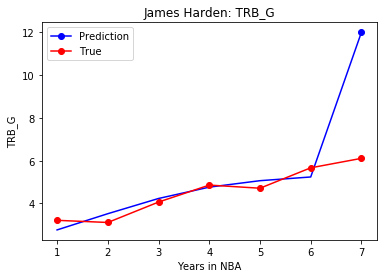 James Harden: TRB_G
Prediction
True
TRB_G
12
10
8
6
4
1 2 3 4 5 6 7
Years in NBA